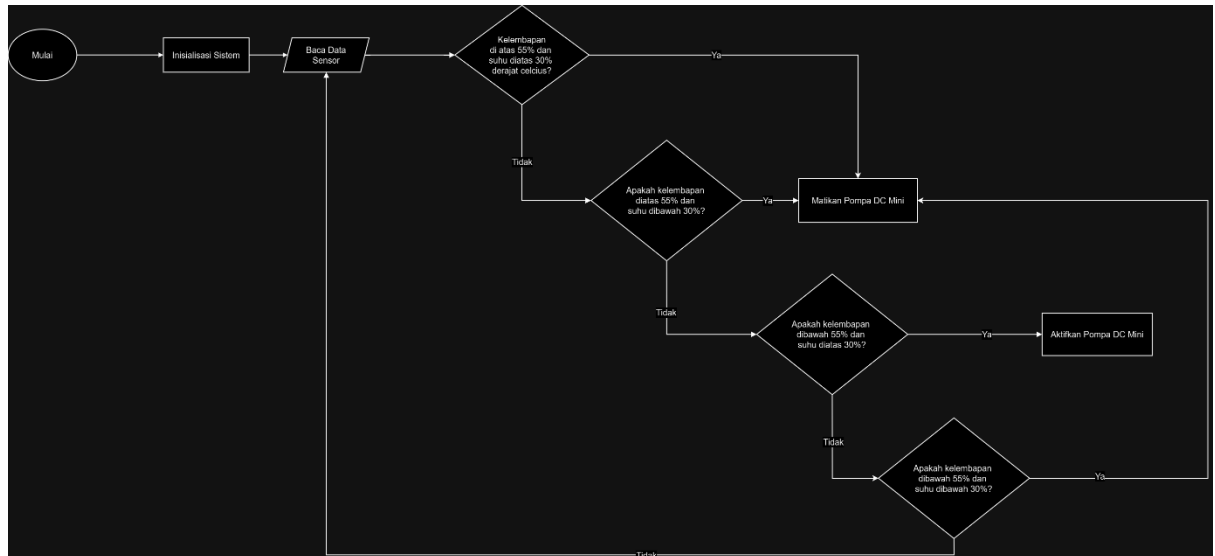 Mulai
Inisialisasi Sistem
Baca Data
Sensor
Kelembapan
di atas 55% dan
suhu diatas 30%
derajat celcius?
Ya
Tidak
Apakah kelembapan
diatas 55% dan
suhu dibawah 30%?
Ya
Matikan Pompa DC Mini
Tidak
Apakah kelembapan
dibawah 55% dan
suhu diatas 30%?
Ya
Aktifkan Pompa DC Mini
Tidak
Apakah kelembapan
dibawah 55% dan
suhu dibawah 30%?
Ya
Tidak